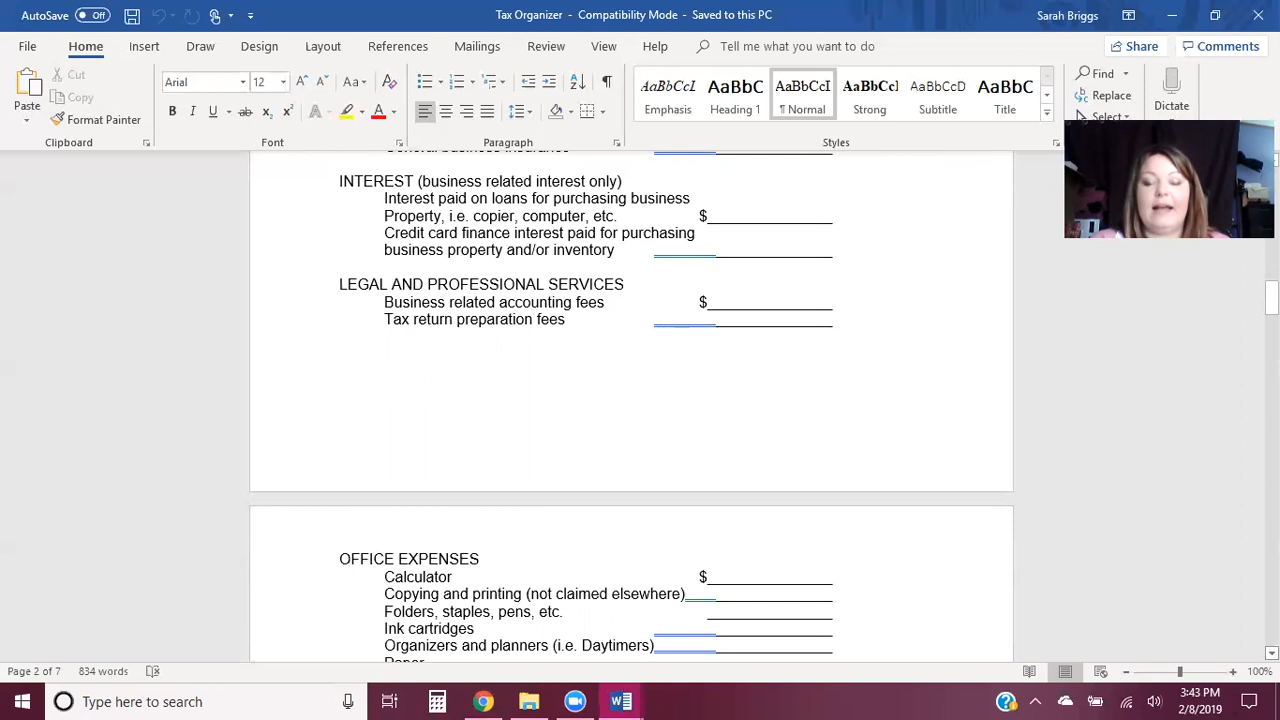 AutoSave Off
Tax Organizer - Compatibility Mode - Saved to this PC
Sarah Briggs
File Home Insert Draw Design Layout References Mailings Review View Help Tell me what you want to do Share Comments
Paste
Cut
Copy
Format Painter
Clipboard
Arial 12
Font
Paragraph
AaBbCcI AaBbC AaBbCcI AaBbCcI AaBbCcD AaBbC
Emphasis Heading 1 ¶ Normal Strong Subtitle Title
Styles
Find
Replace
Select
Dictate
General business insurance
INTEREST (business related interest only)
Interest paid on loans for purchasing business
Property, i.e. copier, computer, etc. $
Credit card finance interest paid for purchasing
business property and/or inventory
LEGAL AND PROFESSIONAL SERVICES
Business related accounting fees $
Tax return preparation fees
OFFICE EXPENSES
Calculator $
Copying and printing (not claimed elsewhere)
Folders, staples, pens, etc.
Ink cartridges
Organizers and planners (i.e. Daytimers)
Paper
Page 2 of 7 834 words
100%
Type here to search
3:43 PM
2/8/2019